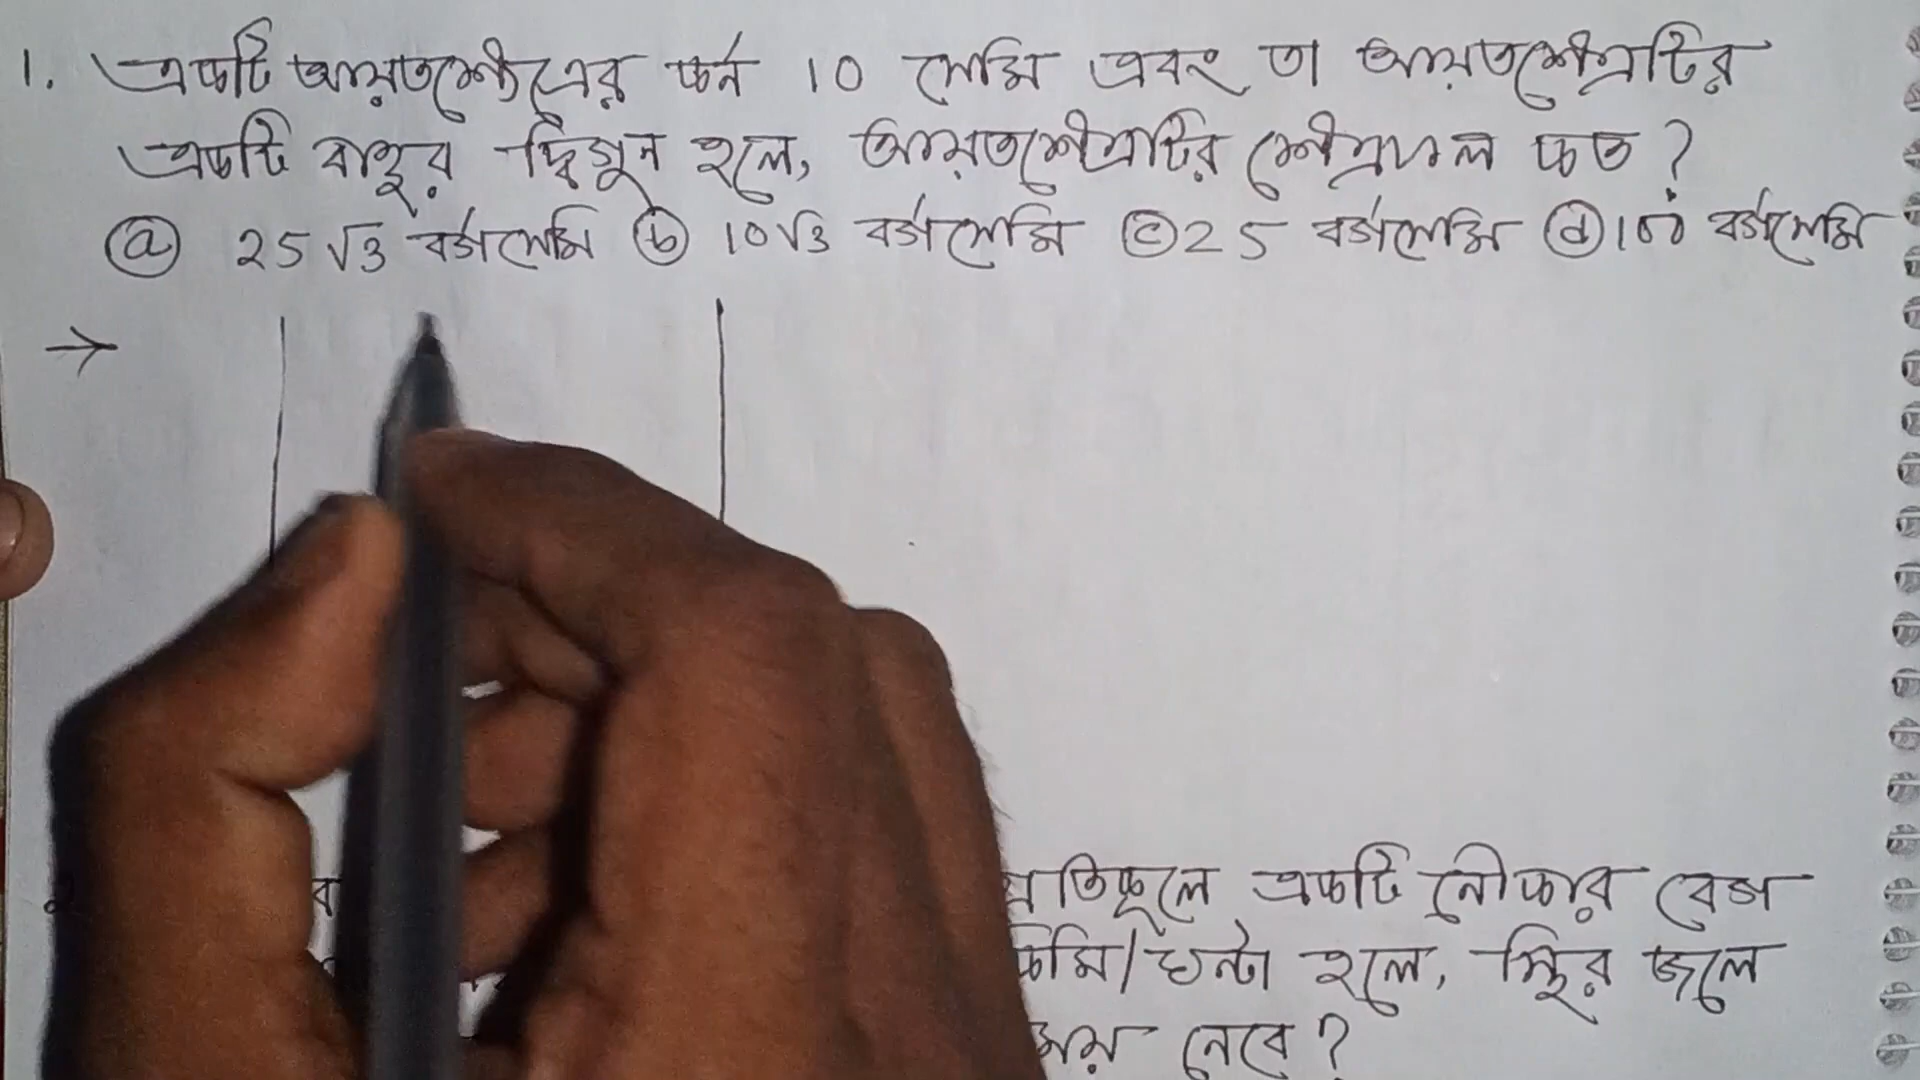 1. একটি আয়তক্ষেত্রের কর্ন 10 সেমি এবং তা আয়তক্ষেত্রটির
একটি বাহুর দ্বিগুন হলে, আয়তক্ষেত্রটির ক্ষেত্রফল কত?
ⓐ 25√3 বর্গসেমি ⓑ 10√3 বর্গসেমি ⓒ 25 বর্গসেমি ⓓ 100 বর্গসেমি
→
একটি নৌকার বেগ
কিমি/ঘন্টা হলে, স্থির জলে
নেবে?